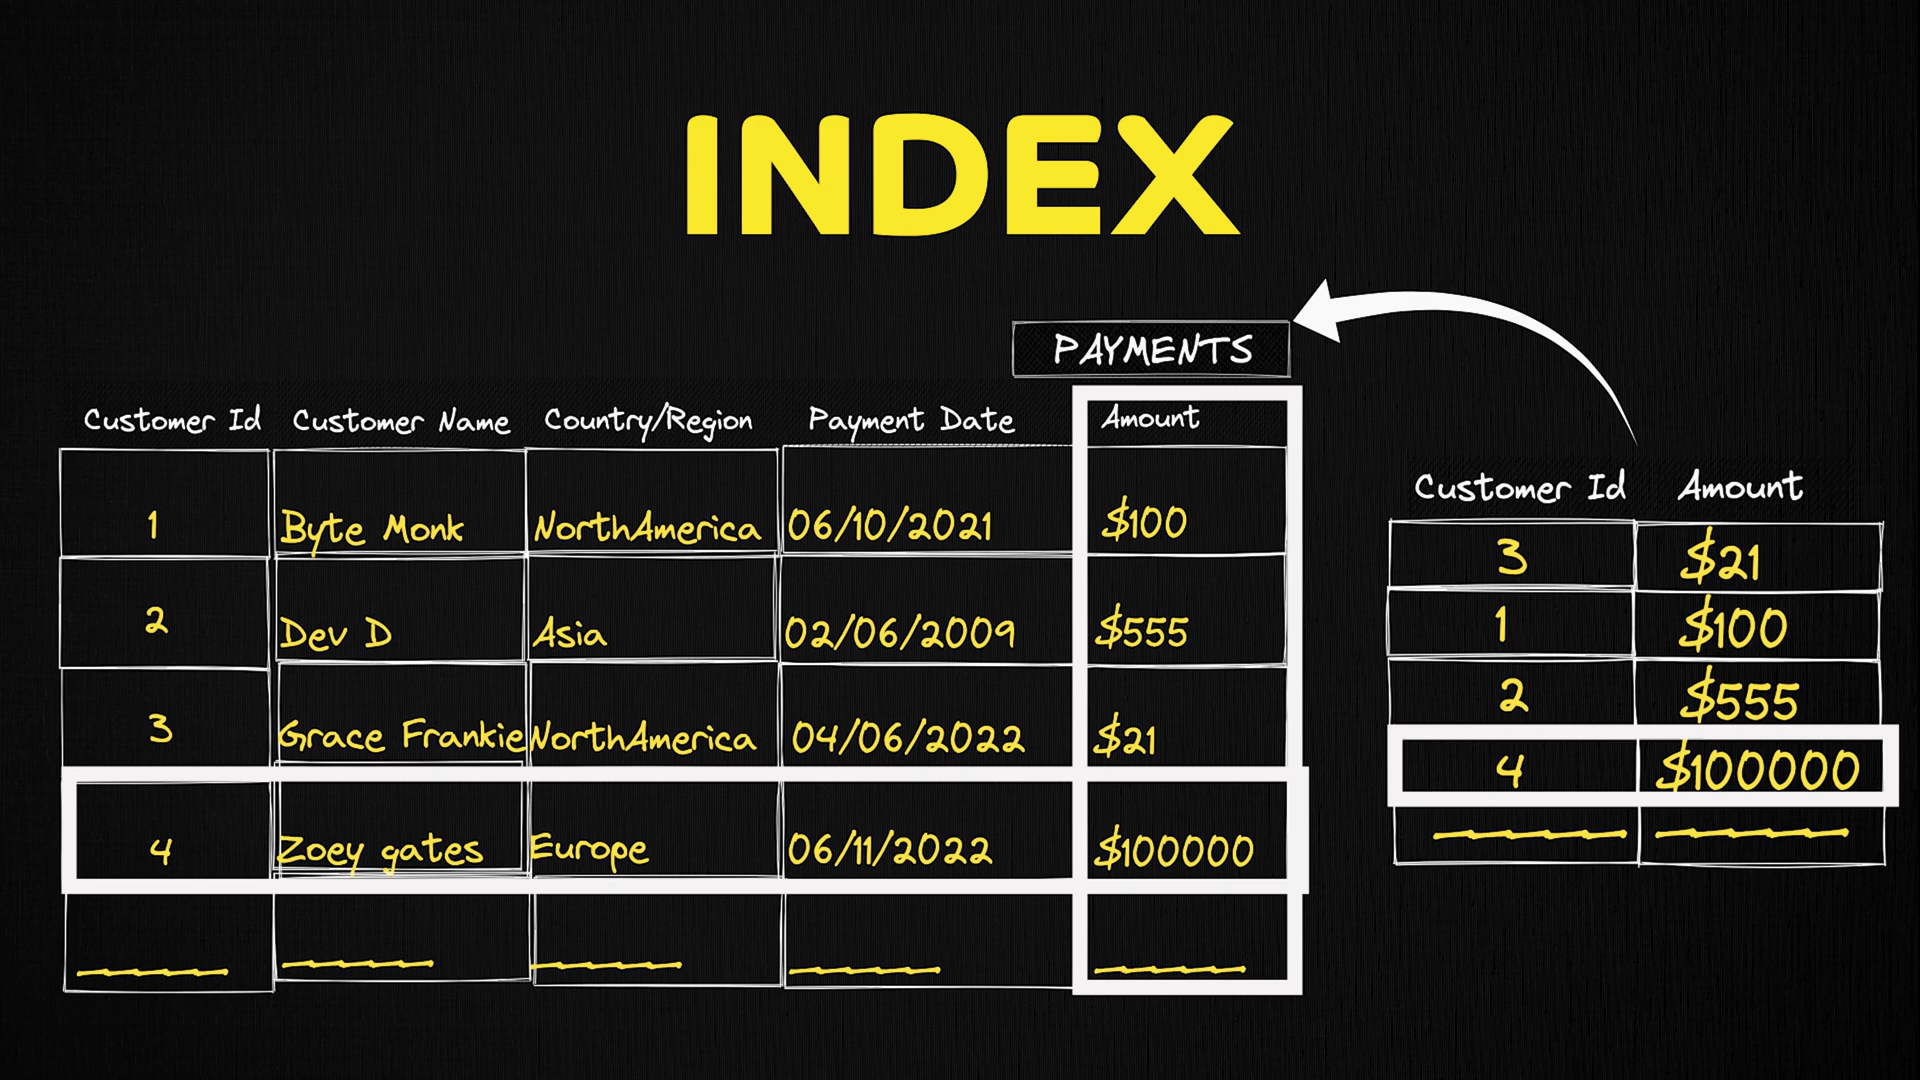 INDEX
PAYMENTS
Customer Id Customer Name Country/Region Payment Date Amount
1 Byte Monk NorthAmerica 06/10/2021 $100
2 Dev D Asia 02/06/2009 $555
3 Grace Frankie NorthAmerica 04/06/2022 $21
4 Zoey gates Europe 06/11/2022 $100000
Customer Id Amount
3 $21
1 $100
2 $555
4 $100000